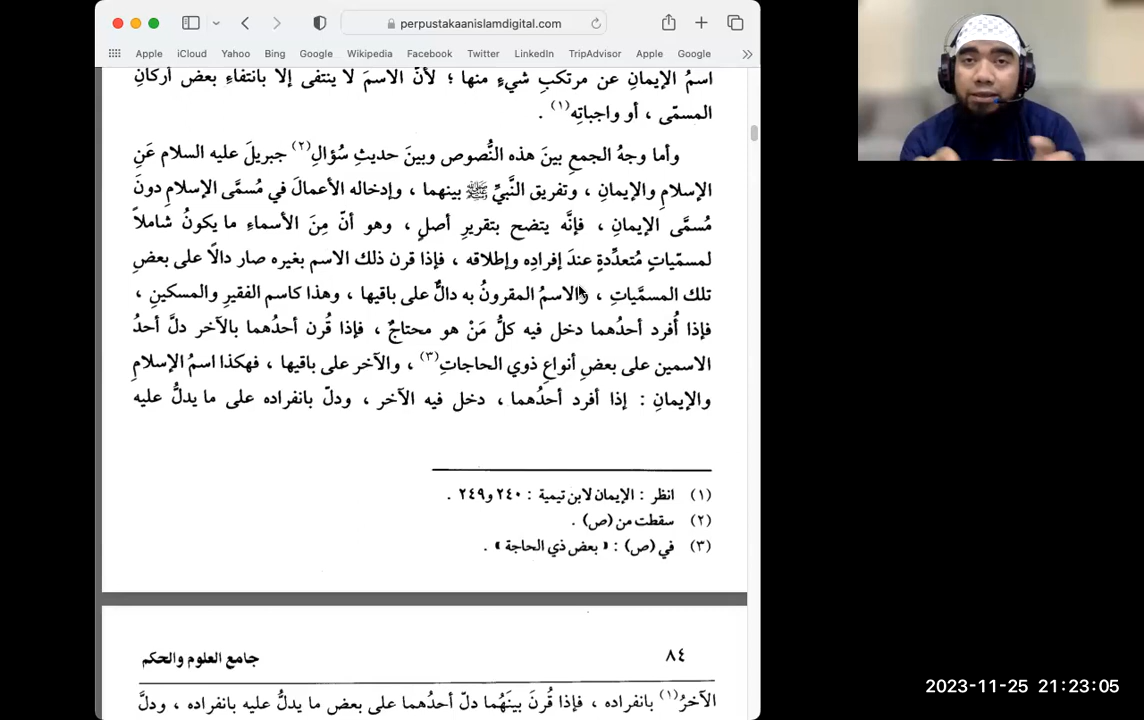 perpustakaanislamdigital.com
Apple iCloud Yahoo Bing Google Wikipedia Facebook Twitter LinkedIn TripAdvisor Apple Google
اسمُ الإيمانِ عن مرتكبِ شيءٍ منها ؛ لأنّ الاسمَ لا ينتفى إلا بانتفاءِ بعض أركانِ
المسمّى ، أو واجباتِه(١) .
وأما وجهُ الجمعِ بينَ هذه النُّصوص وبينَ حديثِ سُؤالِ(٢) جبريلَ عليه السلام عَنِ
الإسلامِ والإيمانِ ، وتفريق النَّبيِّ ﷺ بينهما ، وإدخاله الأعمالَ في مُسمَّى الإسلامِ دونَ
مُسمَّى الإيمانِ ، فإنَّه يتضح بتقريرِ أصلٍ ، وهو أنّ مِنَ الأسماءِ ما يكونُ شاملاً
لمسمّياتٍ مُتعدِّدةٍ عندَ إفرادِه وإطلاقه ، فإذا قرن ذلك الاسم بغيره صار دالًا على بعضِ
تلك المسمَّياتِ ، والاسمُ المقرونُ به دالٌّ على باقيها ، وهذا كاسم الفقيرِ والمسكينِ ،
فإذا أُفرد أحدُهما دخل فيه كلُّ مَنْ هو محتاجٌ ، فإذا قُرن أحدُهما بالآخر دلَّ أحدُ
الاسمين على بعضِ أنواعِ ذوي الحاجاتِ(٣) ، والآخر على باقيها ، فهكذا اسمُ الإسلامِ
والإيمانِ : إذا أفرد أحدُهما ، دخل فيه الآخر ، ودلّ بانفراده على ما يدلُّ عليه
(١) انظر : الإيمان لابن تيمية : ٢٤٠ و٢٤٩ .
(٢) سقطت من (ص) .
(٣) في (ص) : « بعض ذي الحاجة » .
٨٤ جامع العلوم والحكم
الآخرُ(١) بانفراده ، فإذا قُرنَ بينَهُما دلّ أحدُهما على بعض ما يدلُّ عليه بانفراده ، ودلَّ
2023-11-25 21:23:05